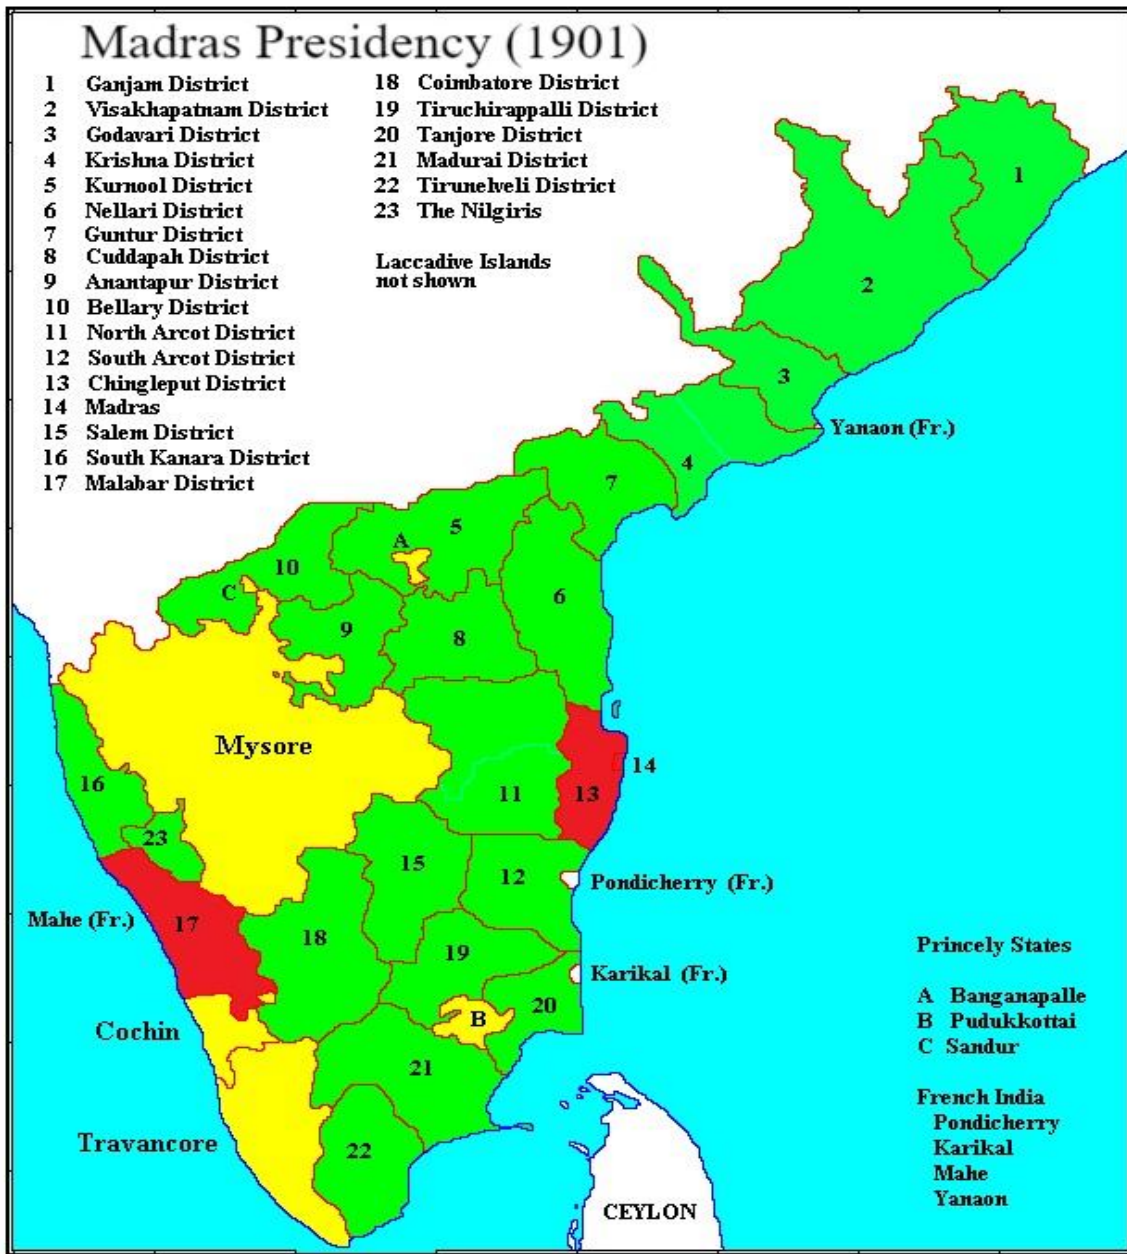 Madras Presidency (1901)
1 Ganjam District
2 Visakhapatnam District
3 Godavari District
4 Krishna District
5 Kurnool District
6 Nellari District
7 Guntur District
8 Cuddapah District
9 Anantapur District
10 Bellary District
11 North Arcot District
12 South Arcot District
13 Chingleput District
14 Madras
15 Salem District
16 South Kanara District
17 Malabar District
18 Coimbatore District
19 Tiruchirappalli District
20 Tanjore District
21 Madurai District
22 Tirunelveli District
23 The Nilgiris
Laccadive Islands
not shown
1
2
3
Yanaon (Fr.)
4
7
5
A
10
C
6
9
8
Mysore
14
16
11
13
23
15
12
Pondicherry (Fr.)
Mahe (Fr.)
17
18
19
Karikal (Fr.)
20
B
Cochin
21
Travancore
22
CEYLON
Princely States
A Banganapalle
B Pudukkottai
C Sandur
French India
Pondicherry
Karikal
Mahe
Yanaon